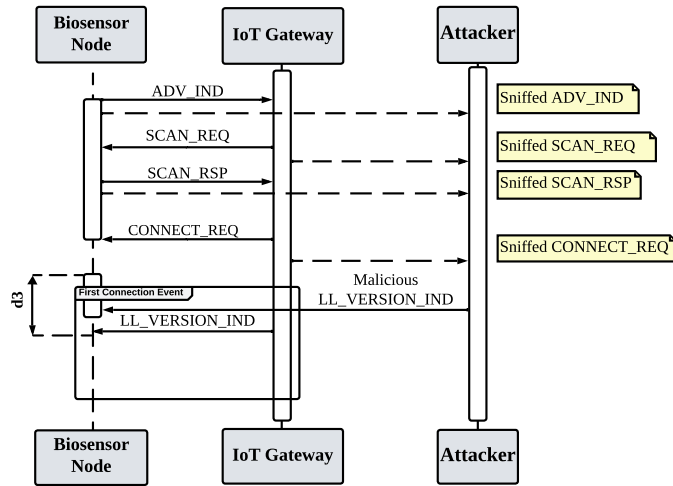 Biosensor
Node
IoT Gateway
Attacker
ADV_IND
Sniffed ADV_IND
SCAN_REQ
Sniffed SCAN_REQ
SCAN_RSP
Sniffed SCAN_RSP
CONNECT_REQ
Sniffed CONNECT_REQ
d3
First Connection Event
Malicious
LL_VERSION_IND
LL_VERSION_IND
Biosensor
Node
IoT Gateway
Attacker